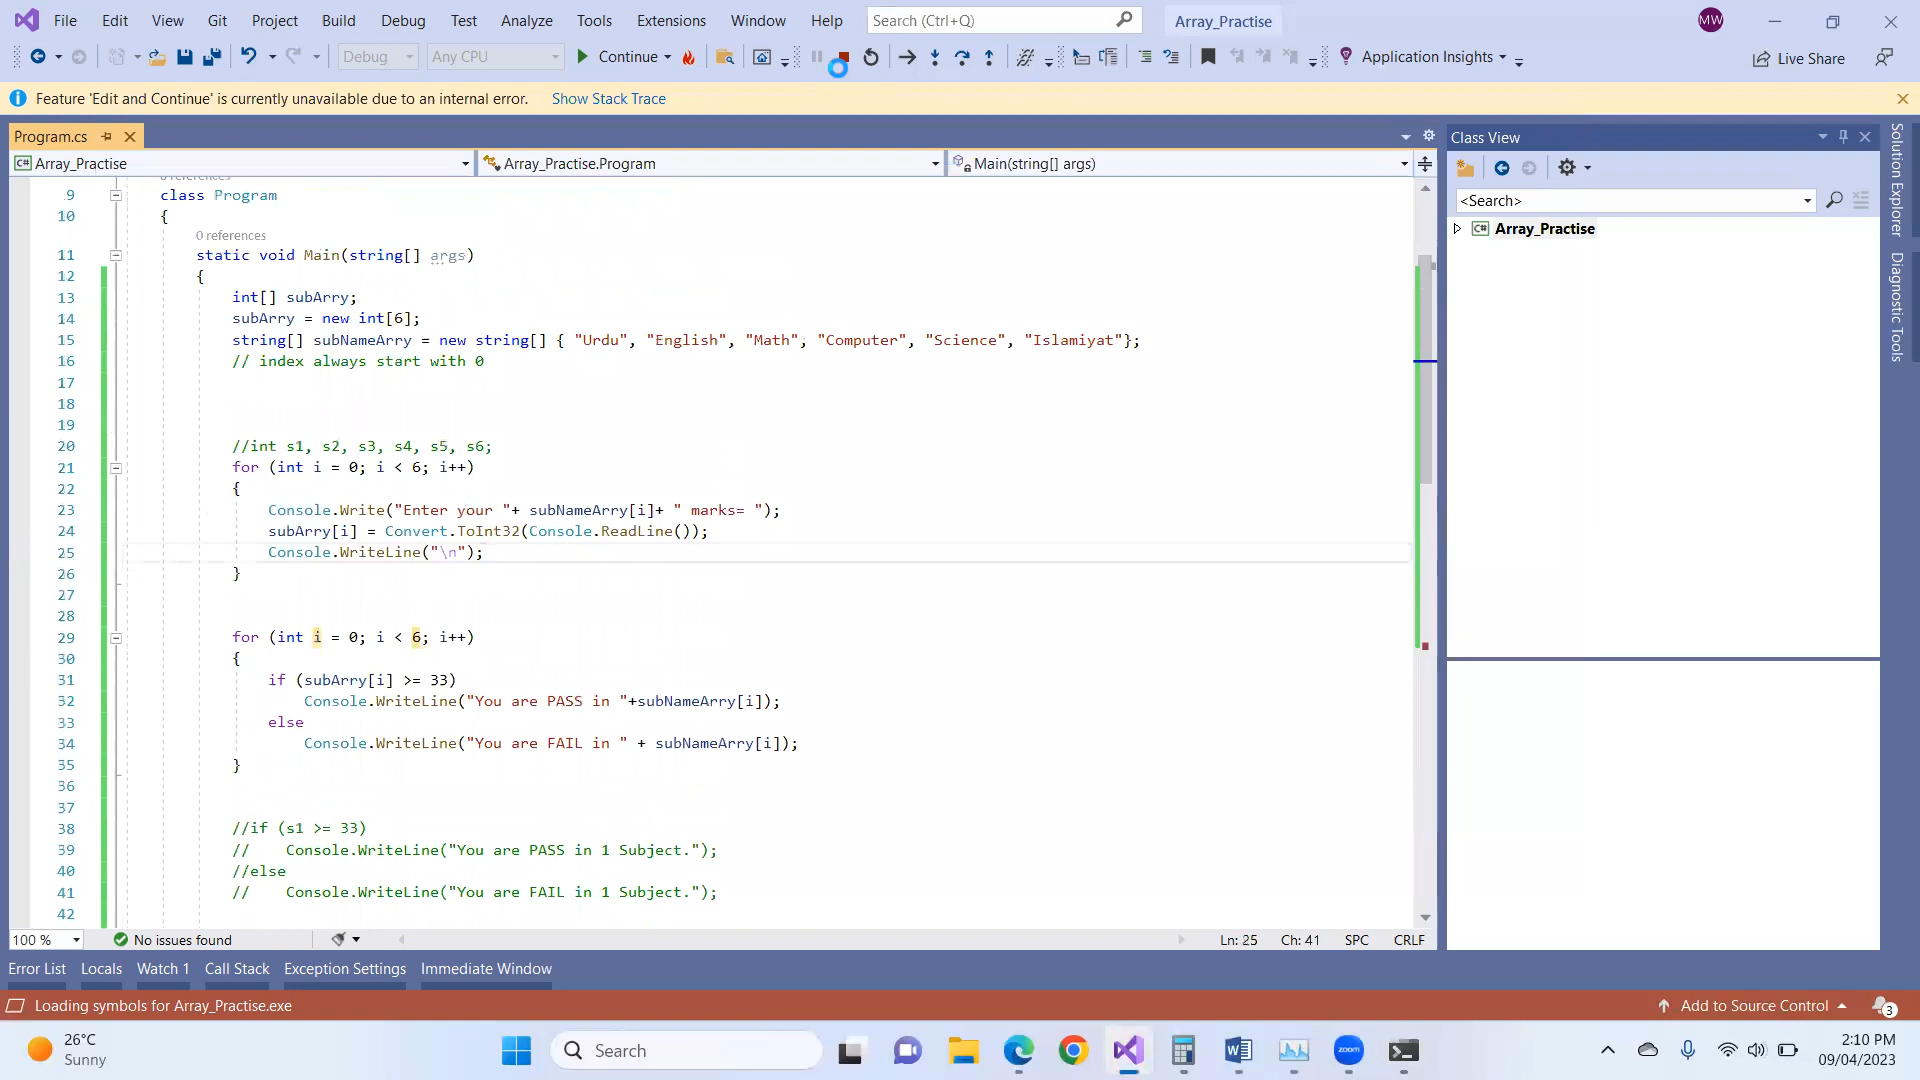 File Edit View Git Project Build Debug Test Analyze Tools Extensions Window Help Search (Ctrl+Q) Array_Practise MW
Debug Any CPU Continue Application Insights Live Share
Feature 'Edit and Continue' is currently unavailable due to an internal error. Show Stack Trace
Program.cs
Array_Practise Array_Practise.Program Main(string[] args)
9 class Program
10 {
0 references
11 static void Main(string[] args)
12 {
13 int[] subArry;
14 subArry = new int[6];
15 string[] subNameArry = new string[] { "Urdu", "English", "Math", "Computer", "Science", "Islamiyat"};
16 // index always start with 0
17
18
19
20 //int s1, s2, s3, s4, s5, s6;
21 for (int i = 0; i < 6; i++)
22 {
23 Console.Write("Enter your "+ subNameArry[i]+ " marks= ");
24 subArry[i] = Convert.ToInt32(Console.ReadLine());
25 Console.WriteLine("\n");
26 }
27
28
29 for (int i = 0; i < 6; i++)
30 {
31 if (subArry[i] >= 33)
32 Console.WriteLine("You are PASS in "+subNameArry[i]);
33 else
34 Console.WriteLine("You are FAIL in " + subNameArry[i]);
35 }
36
37
38 //if (s1 >= 33)
39 // Console.WriteLine("You are PASS in 1 Subject.");
40 //else
41 // Console.WriteLine("You are FAIL in 1 Subject.");
42
100 % No issues found Ln: 25 Ch: 41 SPC CRLF
Class View
<Search>
C# Array_Practise
Solution Explorer
Diagnostic Tools
Error List Locals Watch 1 Call Stack Exception Settings Immediate Window
Loading symbols for Array_Practise.exe Add to Source Control 3
26°C
Sunny
Search
zoom
2:10 PM
09/04/2023